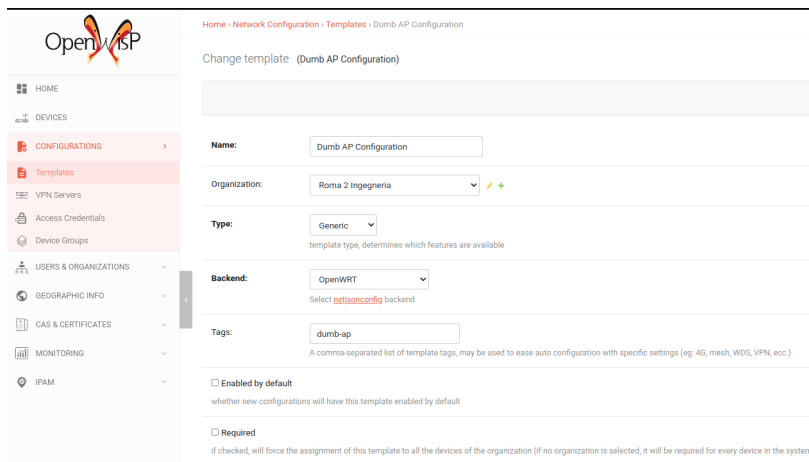 OpenWISP
Home › Network Configuration › Templates › Dumb AP Configuration
Change template (Dumb AP Configuration)
HOME
DEVICES
CONFIGURATIONS
Templates
VPN Servers
Access Credentials
Device Groups
USERS & ORGANIZATIONS
GEOGRAPHIC INFO
CAS & CERTIFICATES
MONITORING
IPAM
Name: Dumb AP Configuration
Organization: Roma 2 Ingegneria
Type: Generic
template type, determines which features are available
Backend: OpenWRT
Select netjsonconfig backend
Tags: dumb-ap
A comma-separated list of template tags, may be used to ease auto configuration with specific settings (eg: 4G, mesh, WDS, VPN, ecc.)
Enabled by default
whether new configurations will have this template enabled by default
Required
if checked, will force the assignment of this template to all the devices of the organization (if no organization is selected, it will be required for every device in the system